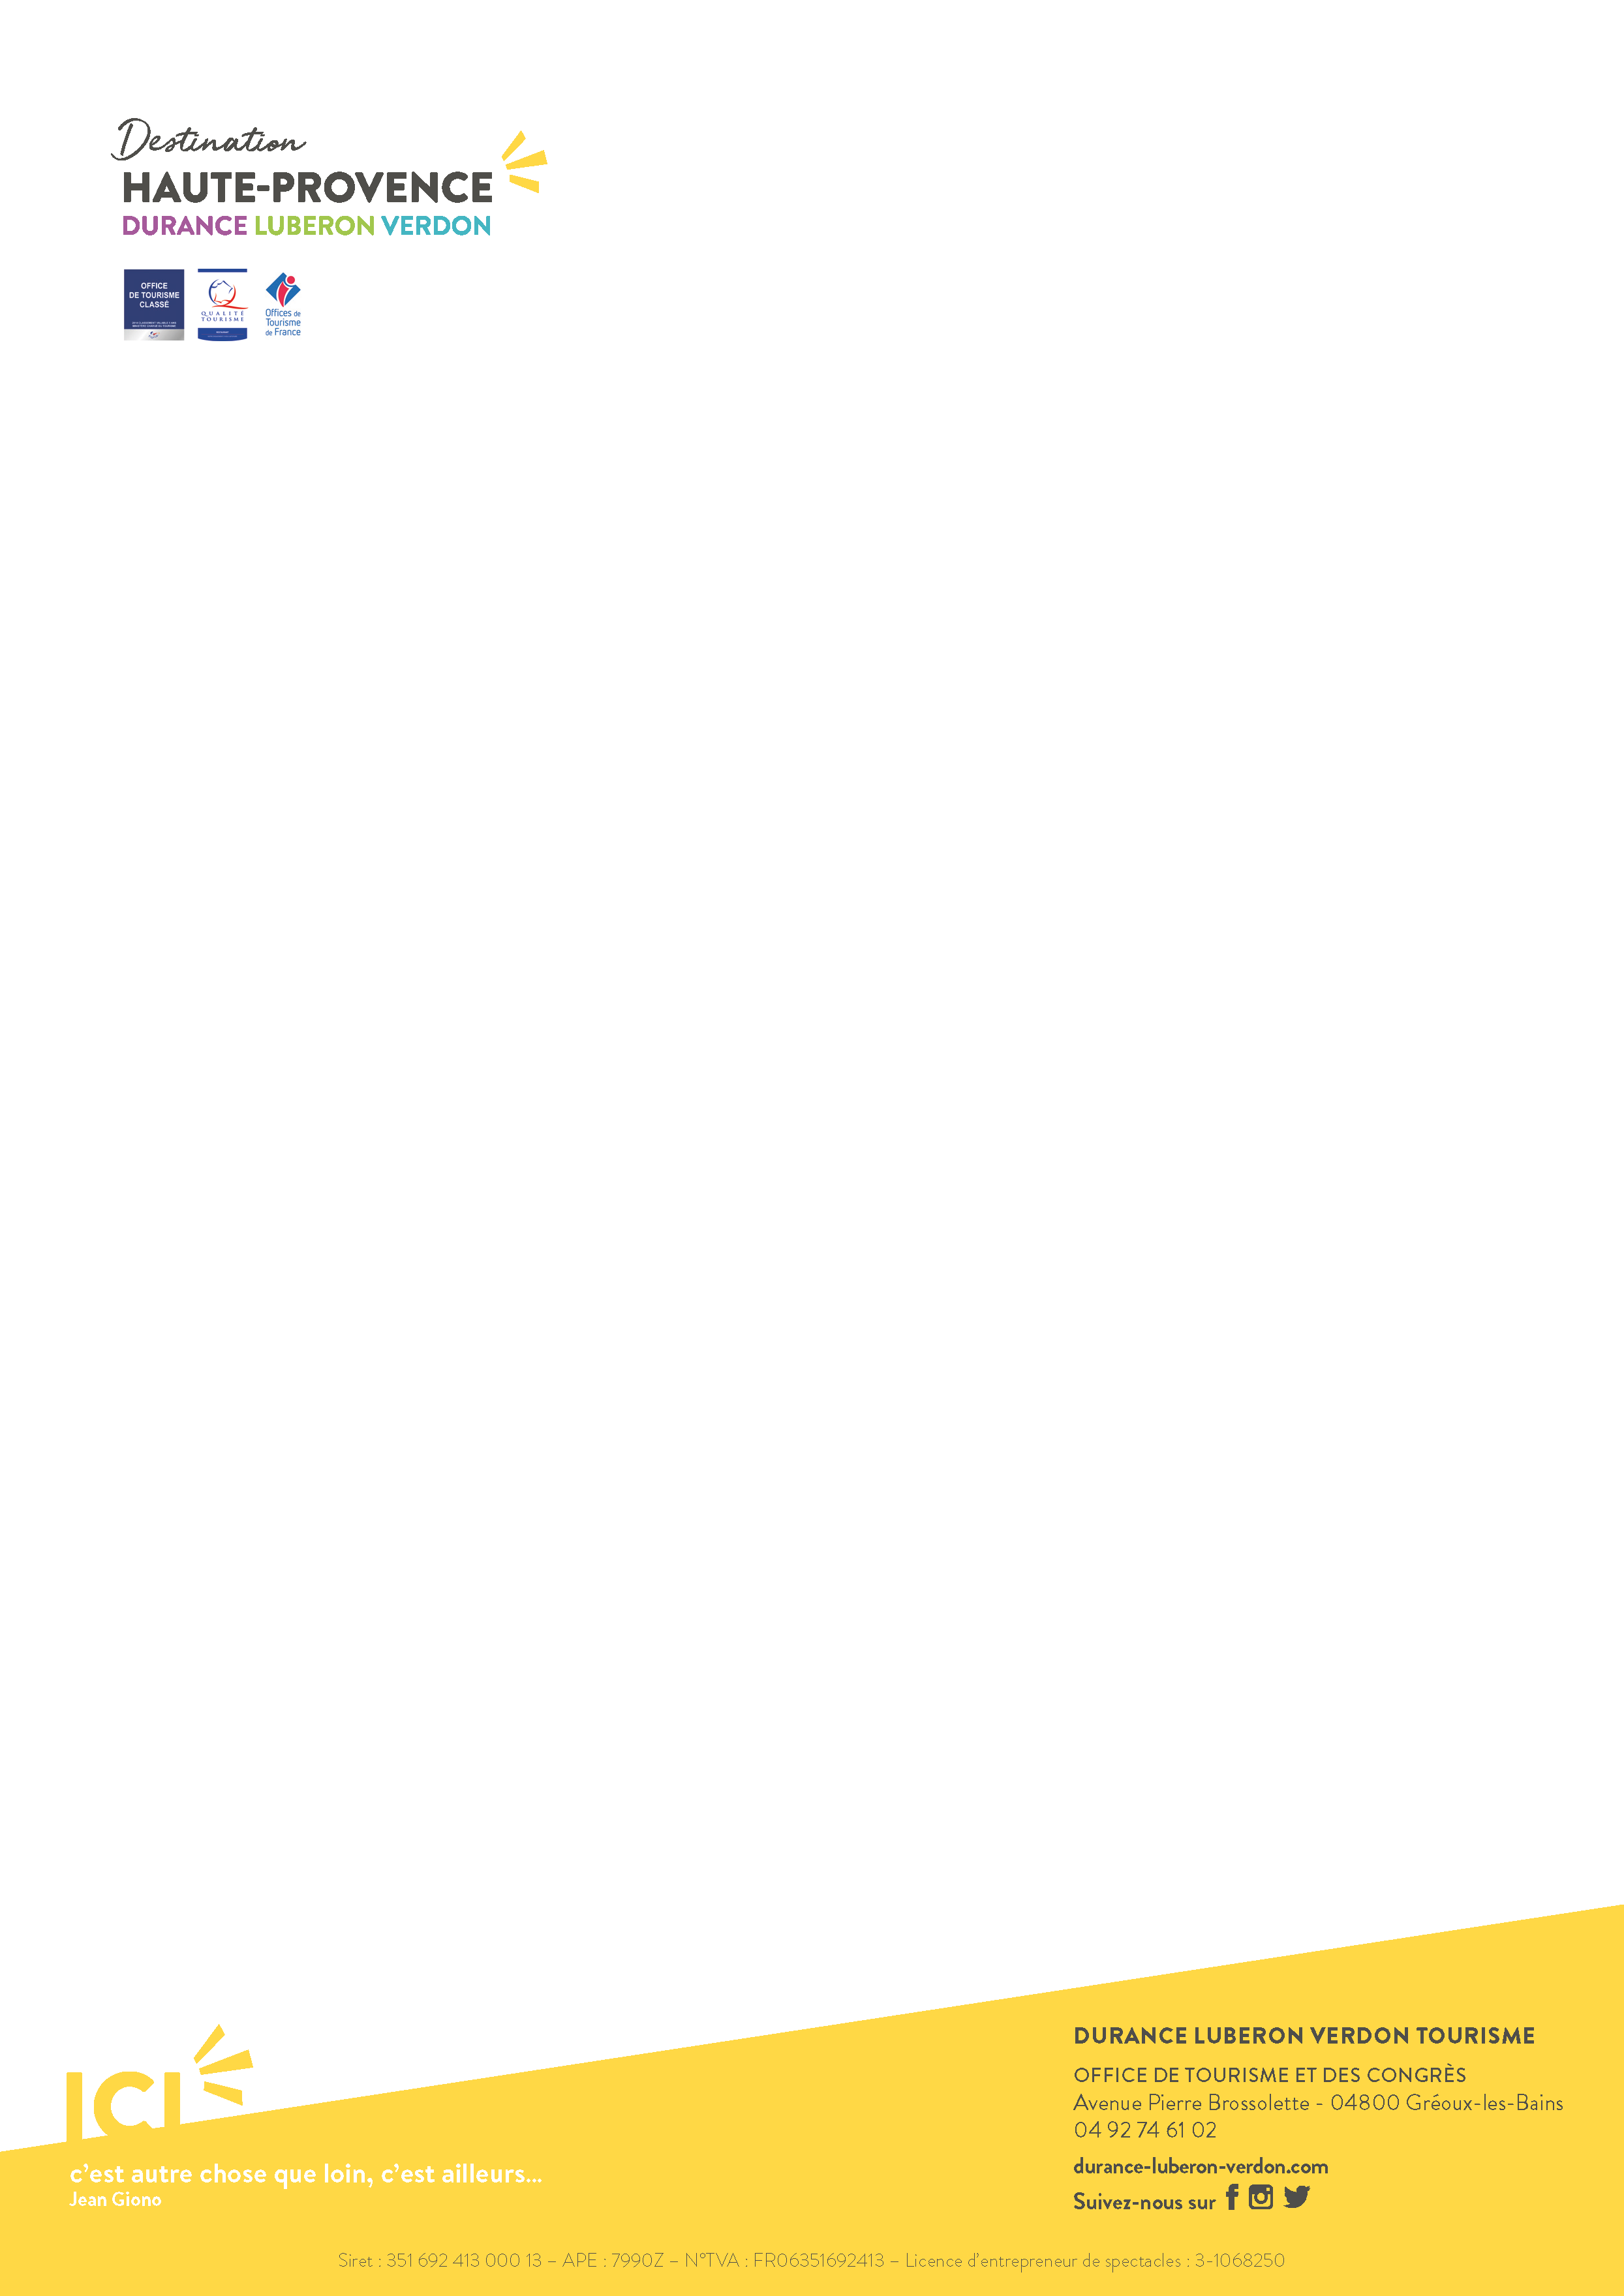 Destination
HAUTE-PROVENCE
DURANCE LUBERON VERDON
OFFICE
DE TOURISME
CLASSÉ
QUALITÉ
TOURISME
Offices de
Tourisme
de France
ICI
c'est autre chose que loin, c'est ailleurs...
Jean Giono
DURANCE LUBERON VERDON TOURISME
OFFICE DE TOURISME ET DES CONGRÈS
Avenue Pierre Brossolette - 04800 Gréoux-les-Bains
04 92 74 61 02
durance-luberon-verdon.com
Suivez-nous sur
Siret : 351 692 413 000 13 – APE : 7990Z – N°TVA : FR06351692413 – Licence d'entrepreneur de spectacles : 3-1068250